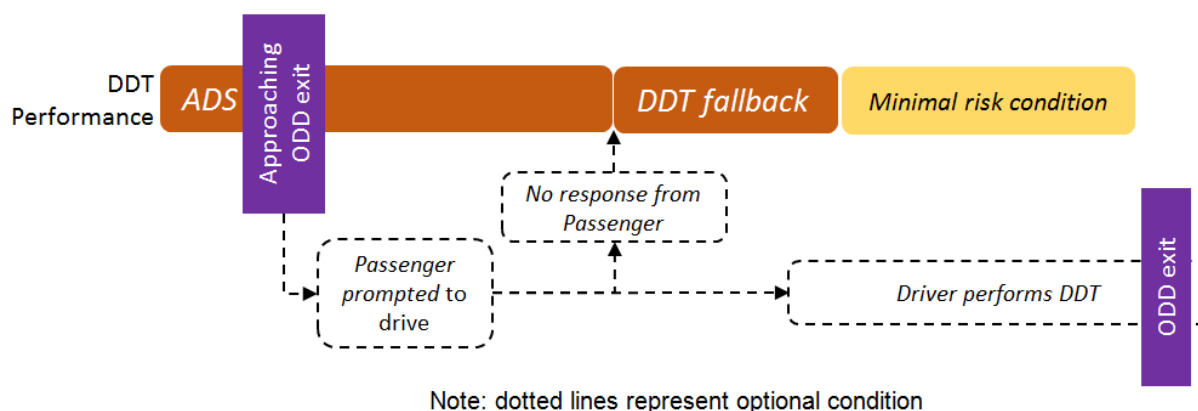 DDT
Performance
ADS
Approaching
ODD exit
DDT fallback
Minimal risk condition
No response from
Passenger
Passenger
prompted to
drive
Driver performs DDT
ODD exit
Note: dotted lines represent optional condition